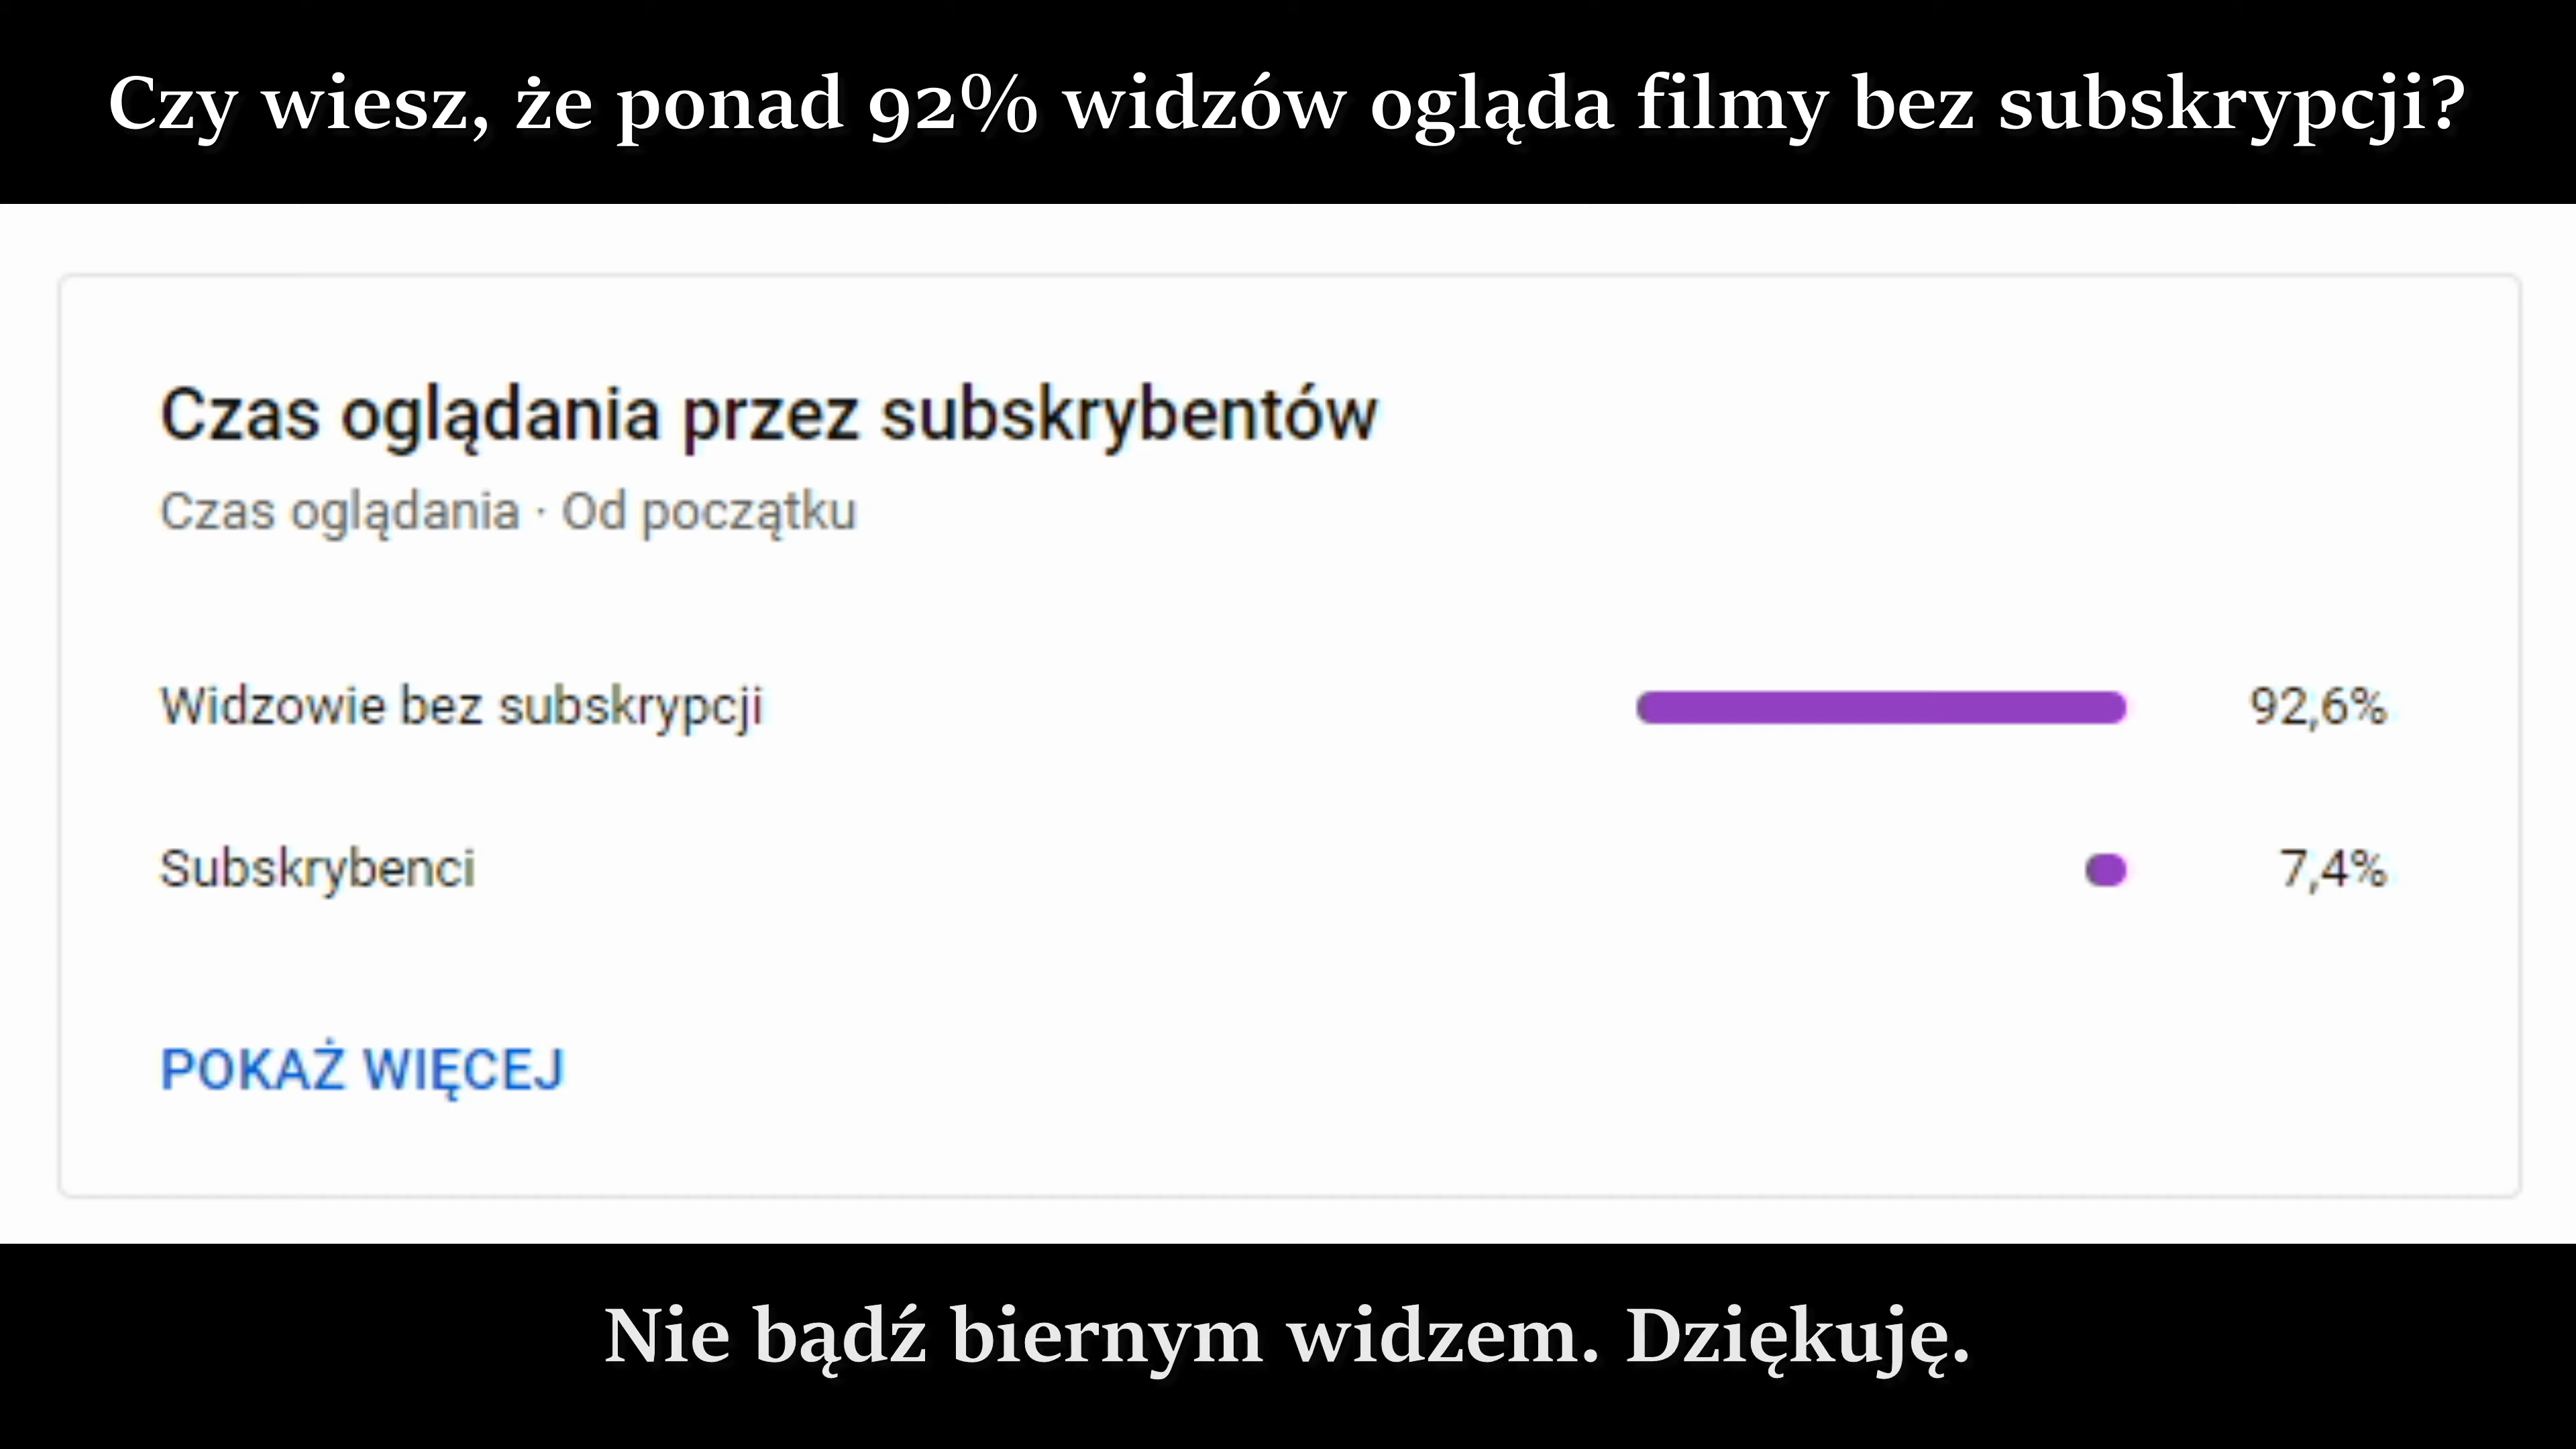 Czy wiesz, że ponad 92% widzów ogląda filmy bez subskrypcji?
Czas oglądania przez subskrybentów
Czas oglądania · Od początku
Widzowie bez subskrypcji 92,6%
Subskrybenci 7,4%
POKAŻ WIĘCEJ
Nie bądź biernym widzem. Dziękuję.